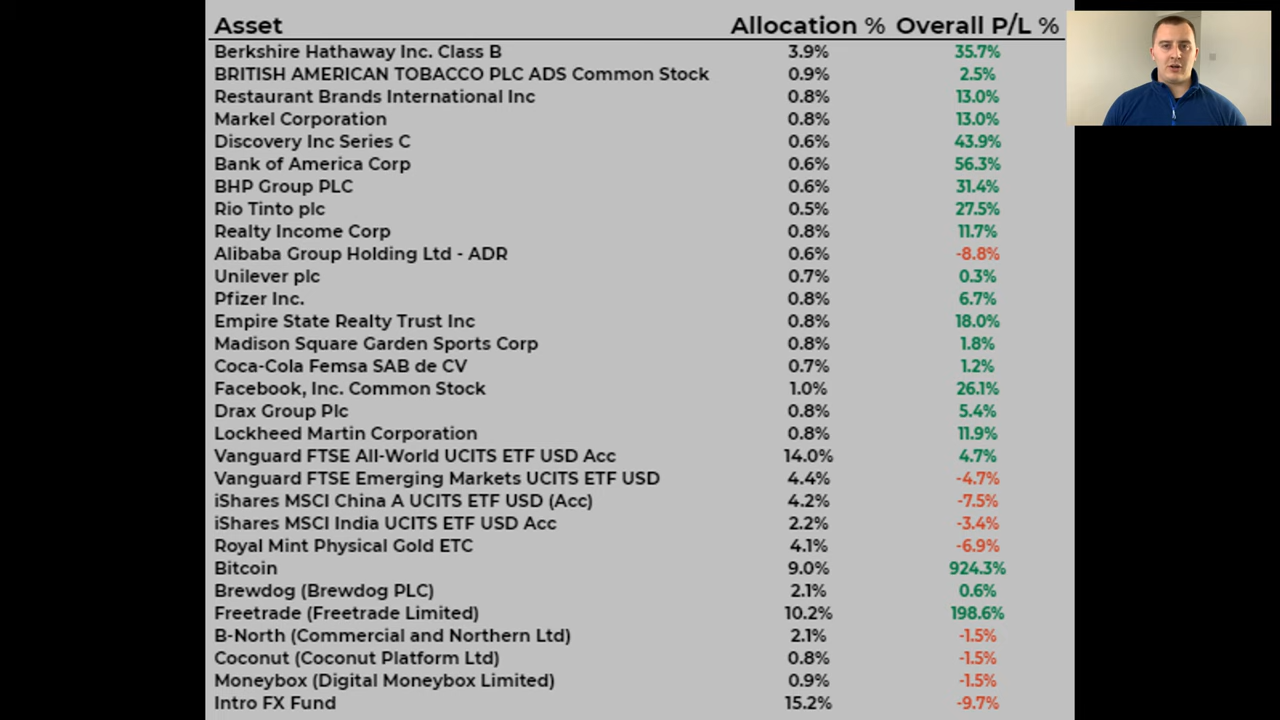 Asset Allocation % Overall P/L %
Berkshire Hathaway Inc. Class B 3.9% 35.7%
BRITISH AMERICAN TOBACCO PLC ADS Common Stock 0.9% 2.5%
Restaurant Brands International Inc 0.8% 13.0%
Markel Corporation 0.8% 13.0%
Discovery Inc Series C 0.6% 43.9%
Bank of America Corp 0.6% 56.3%
BHP Group PLC 0.6% 31.4%
Rio Tinto plc 0.5% 27.5%
Realty Income Corp 0.8% 11.7%
Alibaba Group Holding Ltd - ADR 0.6% -8.8%
Unilever plc 0.7% 0.3%
Pfizer Inc. 0.8% 6.7%
Empire State Realty Trust Inc 0.8% 18.0%
Madison Square Garden Sports Corp 0.8% 1.8%
Coca-Cola Femsa SAB de CV 0.7% 1.2%
Facebook, Inc. Common Stock 1.0% 26.1%
Drax Group Plc 0.8% 5.4%
Lockheed Martin Corporation 0.8% 11.9%
Vanguard FTSE All-World UCITS ETF USD Acc 14.0% 4.7%
Vanguard FTSE Emerging Markets UCITS ETF USD 4.4% -4.7%
iShares MSCI China A UCITS ETF USD (Acc) 4.2% -7.5%
iShares MSCI India UCITS ETF USD Acc 2.2% -3.4%
Royal Mint Physical Gold ETC 4.1% -6.9%
Bitcoin 9.0% 924.3%
Brewdog (Brewdog PLC) 2.1% 0.6%
Freetrade (Freetrade Limited) 10.2% 198.6%
B-North (Commercial and Northern Ltd) 2.1% -1.5%
Coconut (Coconut Platform Ltd) 0.8% -1.5%
Moneybox (Digital Moneybox Limited) 0.9% -1.5%
Intro FX Fund 15.2% -9.7%